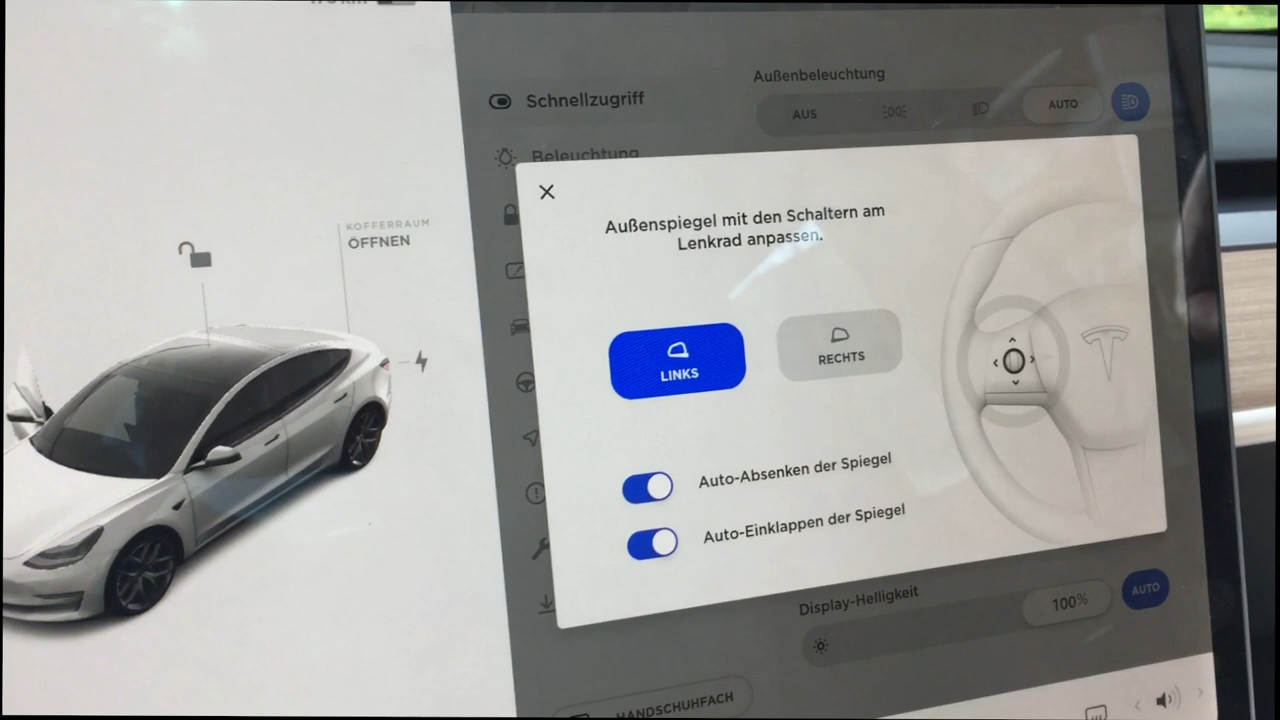 KOFFERRAUM
ÖFFNEN
Schnellzugriff
Beleuchtung
Außenbeleuchtung
AUS
AUTO
Außenspiegel mit den Schaltern am
Lenkrad anpassen.
LINKS
RECHTS
Auto-Absenken der Spiegel
Auto-Einklappen der Spiegel
Display-Helligkeit
100%
AUTO
HANDSCHUHFACH